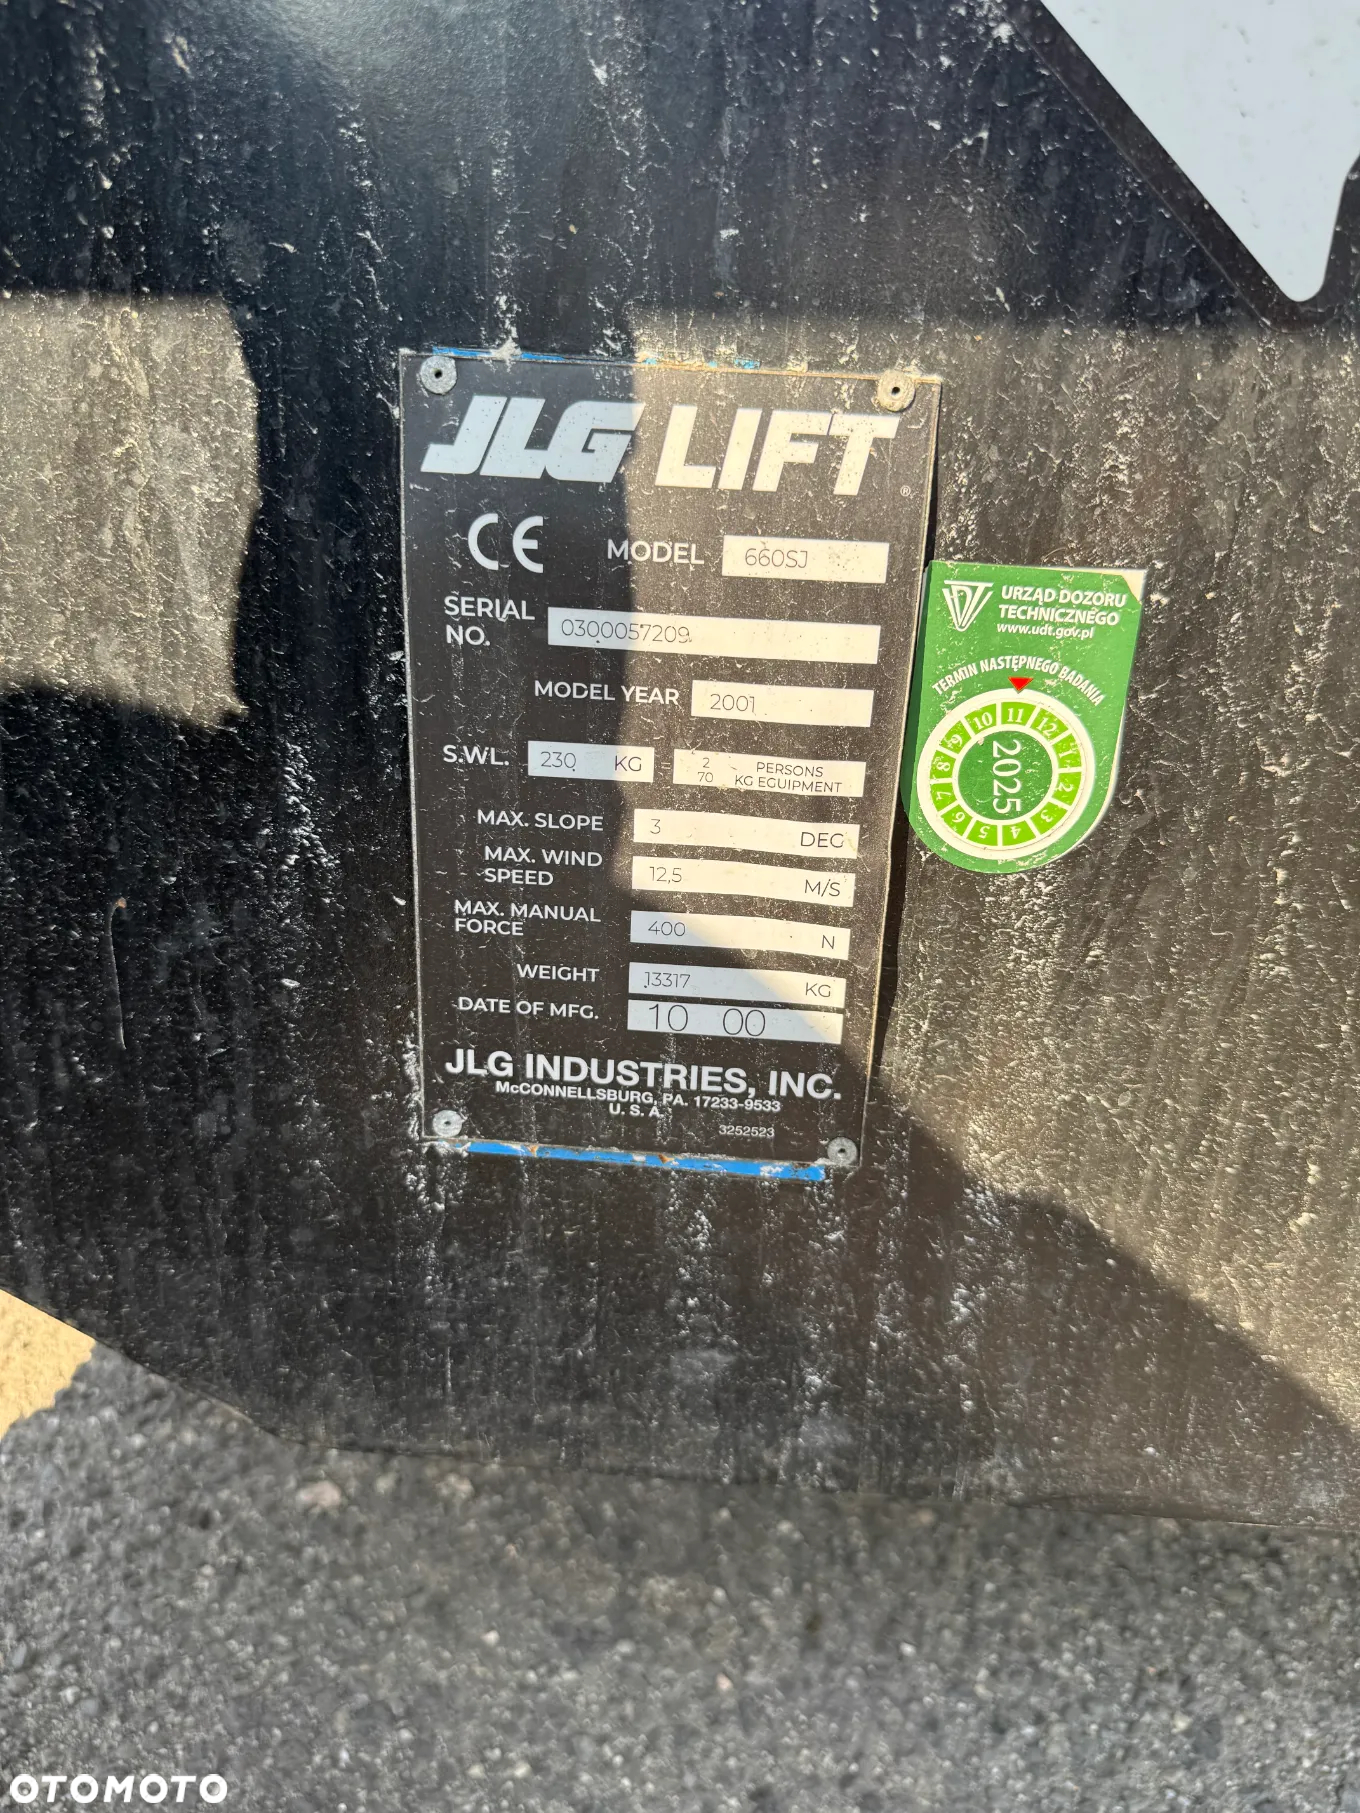 JLG LIFT ®
CE MODEL 660SJ
SERIAL NO. 0300057209
MODEL YEAR 2001
S.W.L. 230 KG = 2 PERSONS
70 KG EGUIPMENT
MAX. SLOPE 3 DEG
MAX. WIND SPEED 12,5 M/S
MAX. MANUAL FORCE 400 N
WEIGHT 13317 KG
DATE OF MFG. 10 00
JLG INDUSTRIES, INC.
McCONNELLSBURG, PA. 17233-9533
U. S. A.
3252523
URZĄD DOZORU
TECHNICZNEGO
www.udt.gov.pl
TERMIN NASTĘPNEGO BADANIA
1 2 3 4 5 6 7 8 9 10 11 12
2025
OTOMOTO